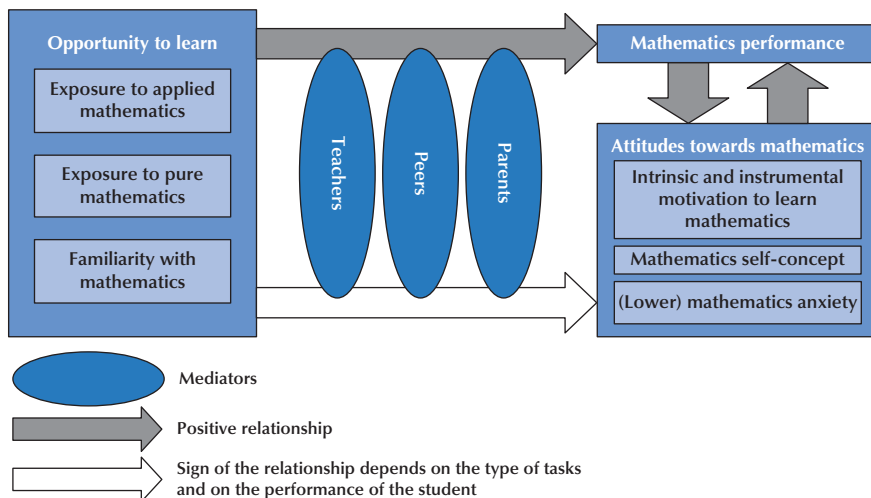 Opportunity to learn
Exposure to applied
mathematics
Exposure to pure
mathematics
Familiarity with
mathematics
Teachers
Peers
Parents
Mathematics performance
Attitudes towards mathematics
Intrinsic and instrumental
motivation to learn
mathematics
Mathematics self-concept
(Lower) mathematics anxiety
Mediators
Positive relationship
Sign of the relationship depends on the type of tasks
and on the performance of the student